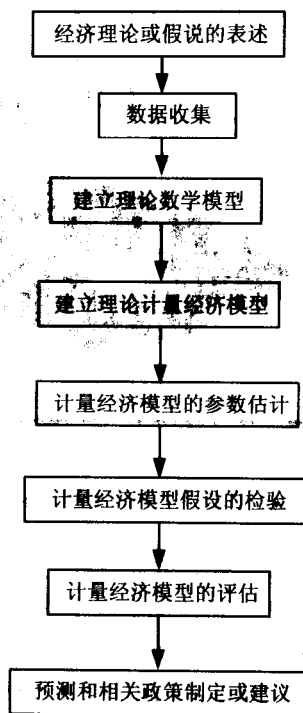 经济理论或假说的表述
数据收集
建立理论数学模型
建立理论计量经济模型
计量经济模型的参数估计
计量经济模型假设的检验
计量经济模型的评估
预测和相关政策制定或建议